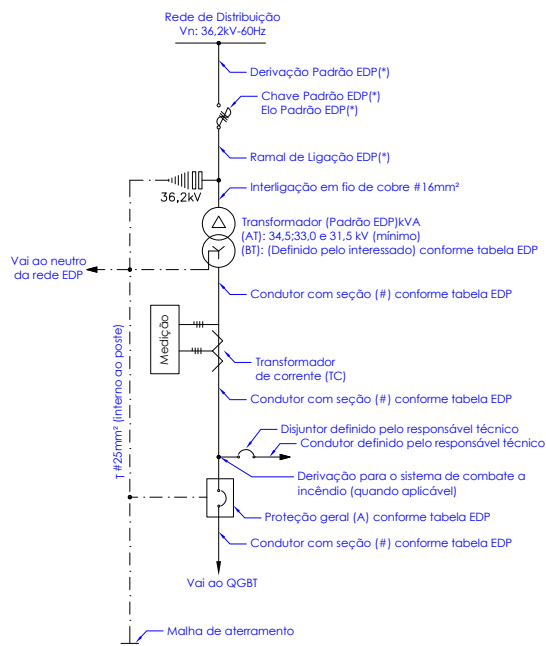 Rede de Distribuição
Vn: 36,2kV-60Hz
Derivação Padrão EDP(*)
Chave Padrão EDP(*)
Elo Padrão EDP(*)
Ramal de Ligação EDP(*)
Interligação em fio de cobre #16mm²
36,2kV
Transformador (Padrão EDP)kVA
(AT): 34,5;33,0 e 31,5 kV (mínimo)
(BT): (Definido pelo interessado) conforme tabela EDP
Vai ao neutro
da rede EDP
Condutor com seção (#) conforme tabela EDP
Medição
Transformador
de corrente (TC)
Condutor com seção (#) conforme tabela EDP
T #25mm² (interno ao poste)
Disjuntor definido pelo responsável técnico
Condutor definido pelo responsável técnico
Derivação para o sistema de combate a
incêndio (quando aplicável)
Proteção geral (A) conforme tabela EDP
Condutor com seção (#) conforme tabela EDP
Vai ao QGBT
Malha de aterramento